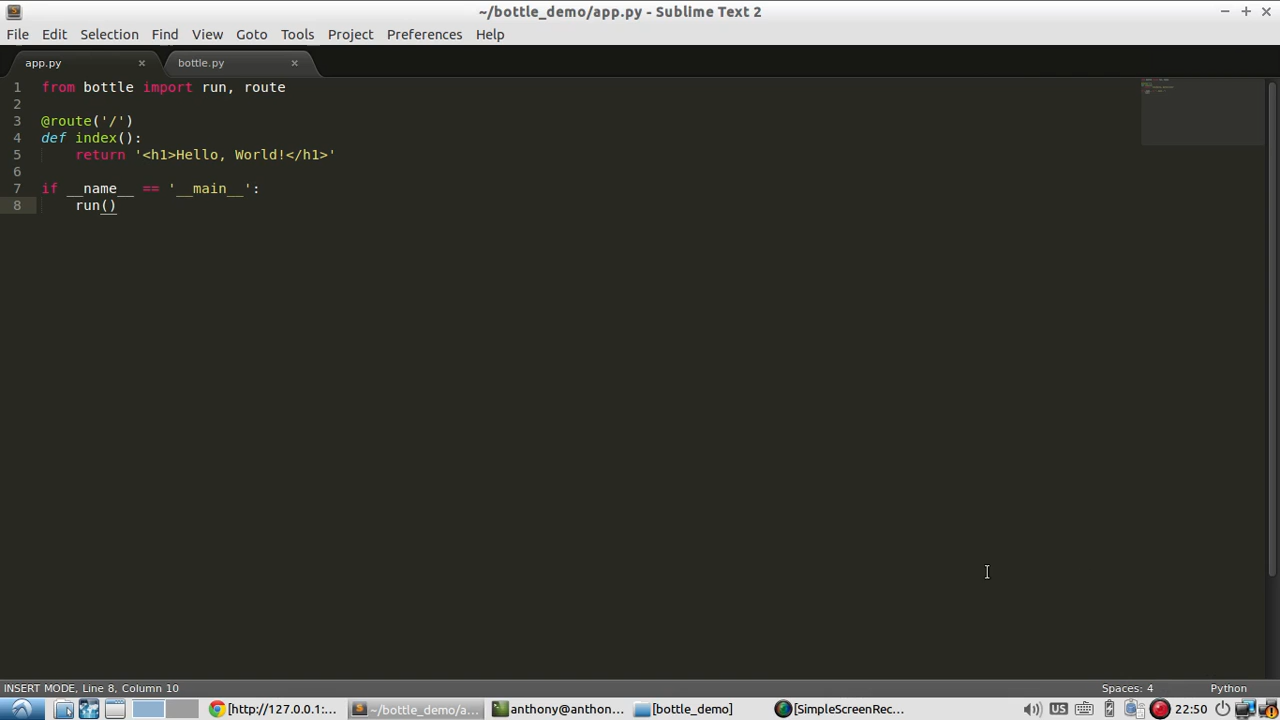 ~/bottle_demo/app.py - Sublime Text 2
File Edit Selection Find View Goto Tools Project Preferences Help
app.py bottle.py
1 from bottle import run, route
2
3 @route('/')
4 def index():
5     return '<h1>Hello, World!</h1>'
6
7 if __name__ == '__main__':
8     run()
INSERT MODE, Line 8, Column 10 Spaces: 4 Python
[http://127.0.0.1:... ~/bottle_demo/a... anthony@anthon... [bottle_demo] [SimpleScreenRec... US 22:50